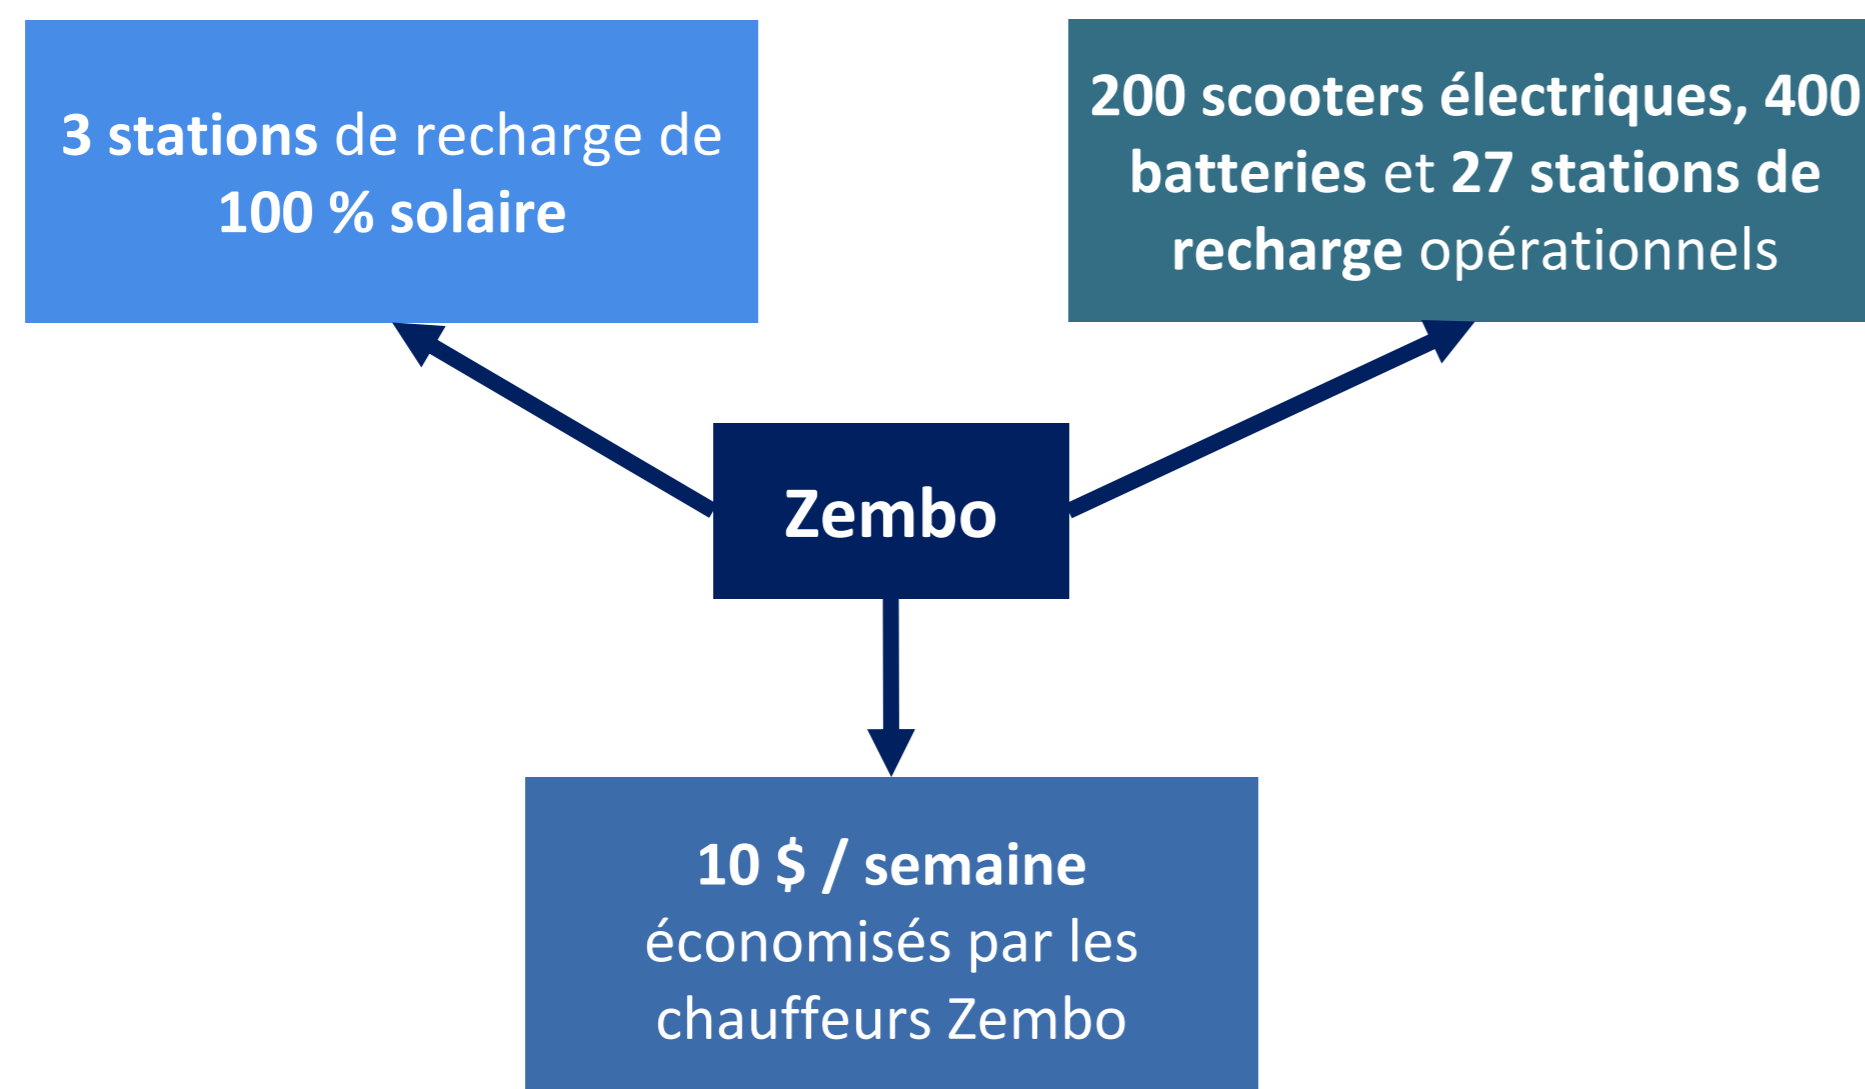 3 stations de recharge de
100 % solaire
200 scooters électriques, 400
batteries et 27 stations de
recharge opérationnels
Zembo
10 $ / semaine
économisés par les
chauffeurs Zembo